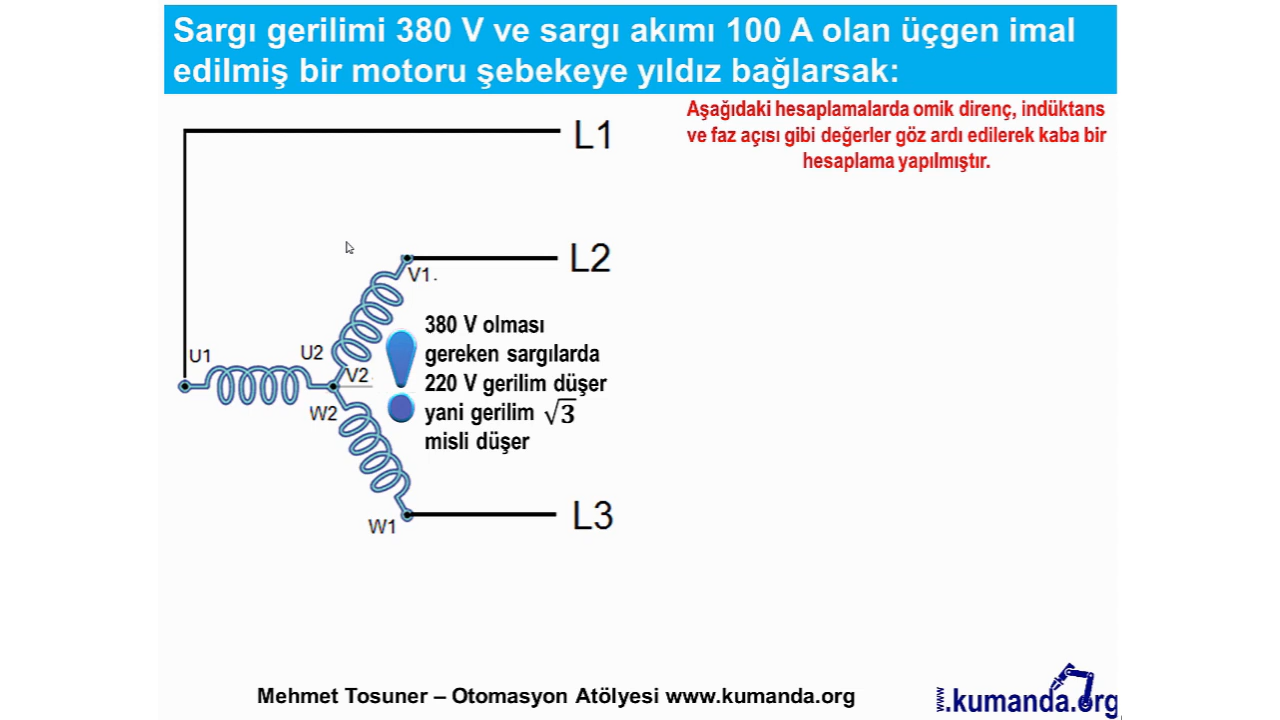 Sargı gerilimi 380 V ve sargı akımı 100 A olan üçgen imal
edilmiş bir motoru şebekeye yıldız bağlarsak:
Aşağıdaki hesaplamalarda omik direnç, indüktans
ve faz açısı gibi değerler göz ardı edilerek kaba bir
hesaplama yapılmıştır.
L1
L2
V1.
380 V olması
gereken sargılarda
220 V gerilim düşer
yani gerilim √3
misli düşer
U1
U2
V2
W2
L3
W1
Mehmet Tosuner – Otomasyon Atölyesi www.kumanda.org
www.kumanda.org